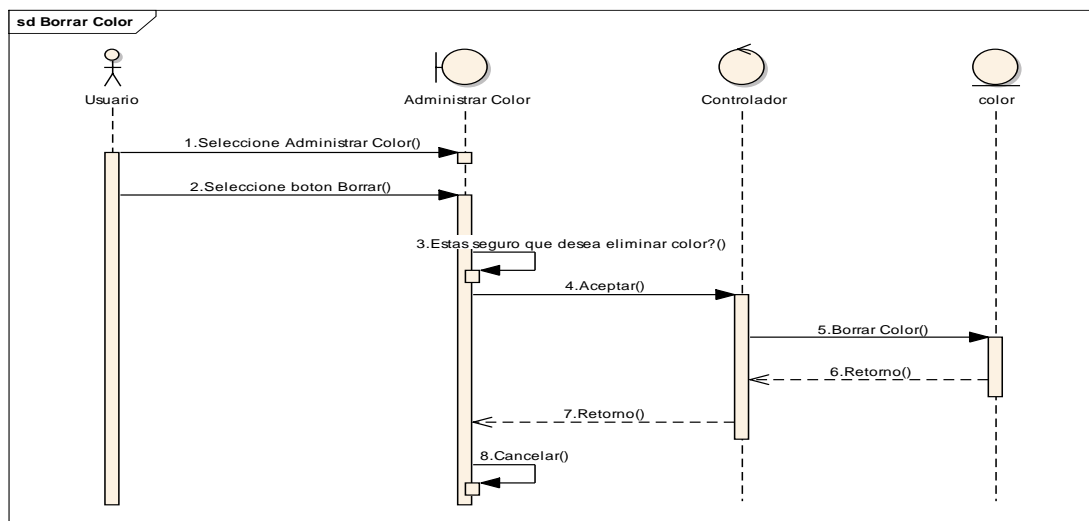 sd Borrar Color
Usuario
Administrar Color
Controlador
color
1.Seleccione Administrar Color()
2.Seleccione boton Borrar()
3.Estas seguro que desea eliminar color?()
4.Aceptar()
5.Borrar Color()
6.Retorno()
7.Retorno()
8.Cancelar()